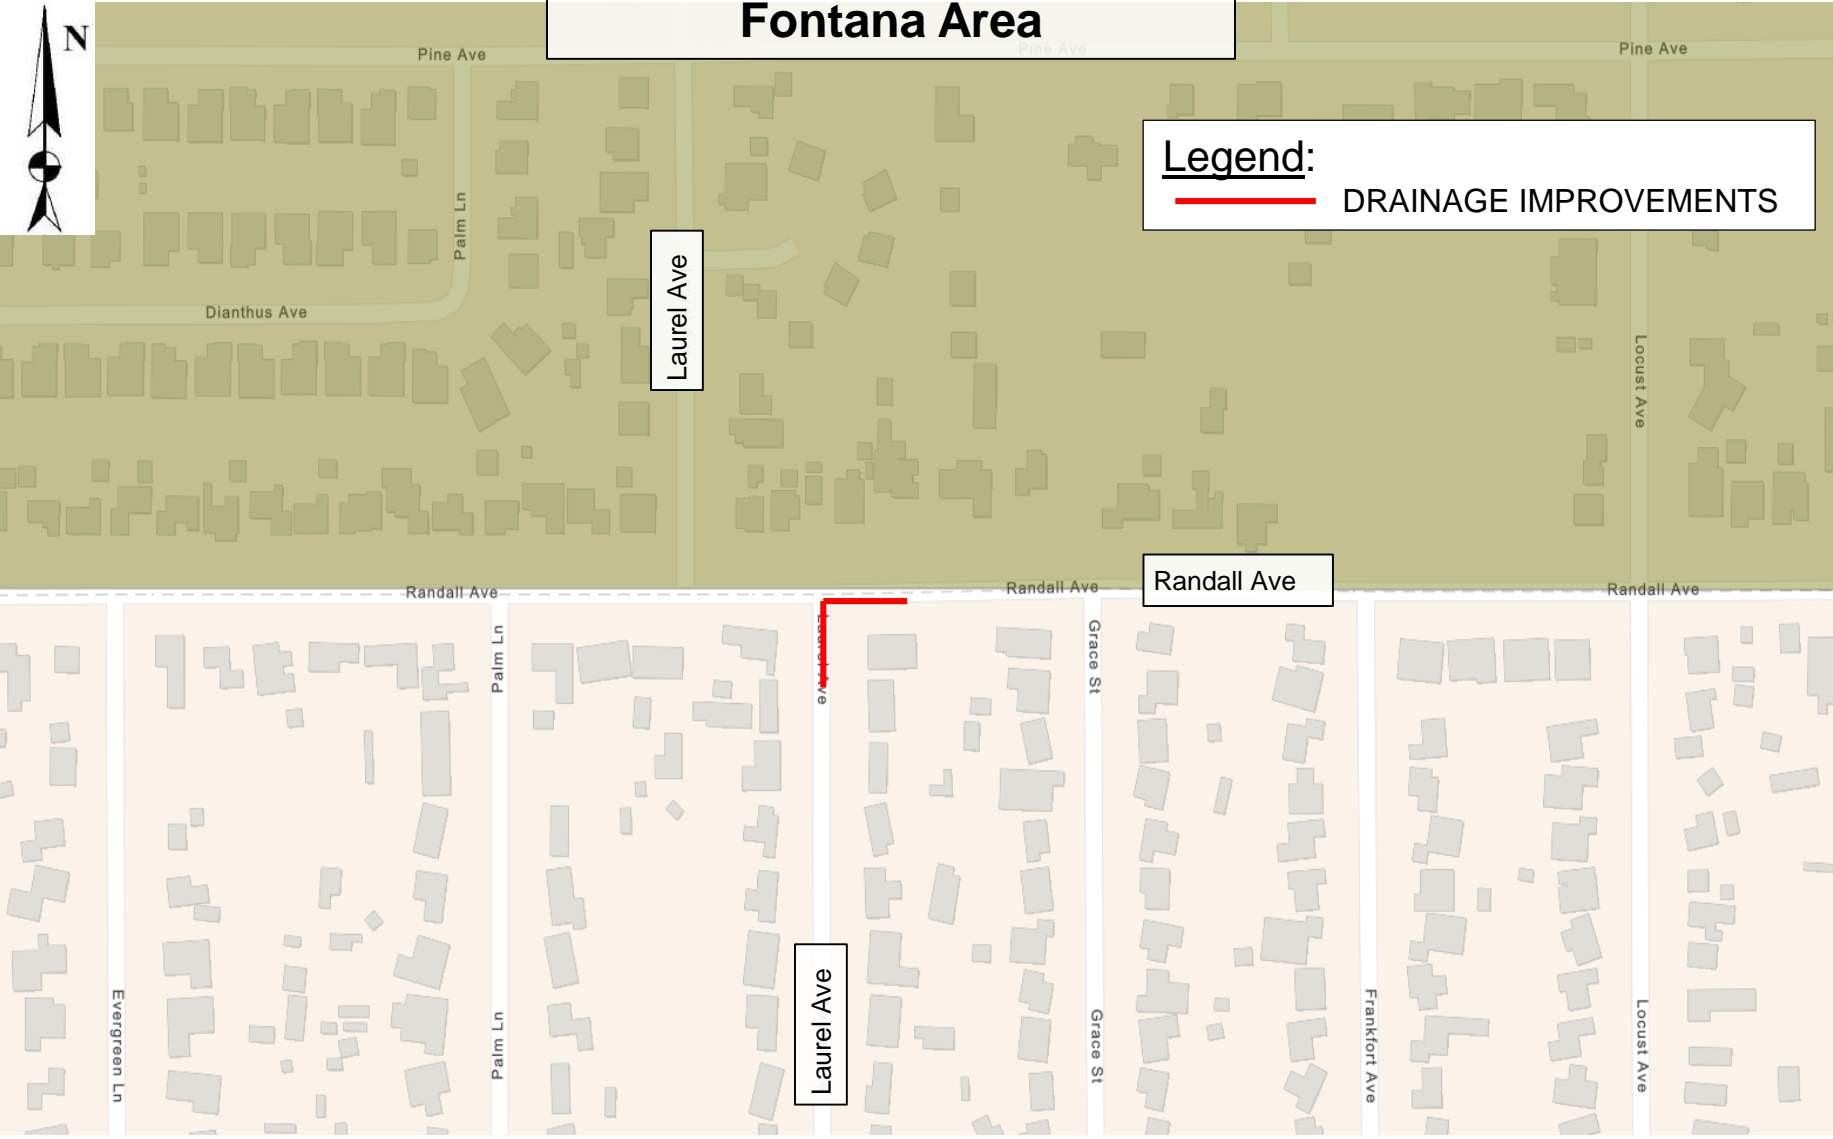 Fontana Area
N
Pine Ave
Pine Ave
Pine Ave
Legend:
DRAINAGE IMPROVEMENTS
Palm Ln
Laurel Ave
Dianthus Ave
Locust Ave
Randall Ave
Randall Ave
Randall Ave
Randall Ave
Palm Ln
Laurel Ave
Grace St
Evergreen Ln
Palm Ln
Laurel Ave
Grace St
Frankfort Ave
Locust Ave